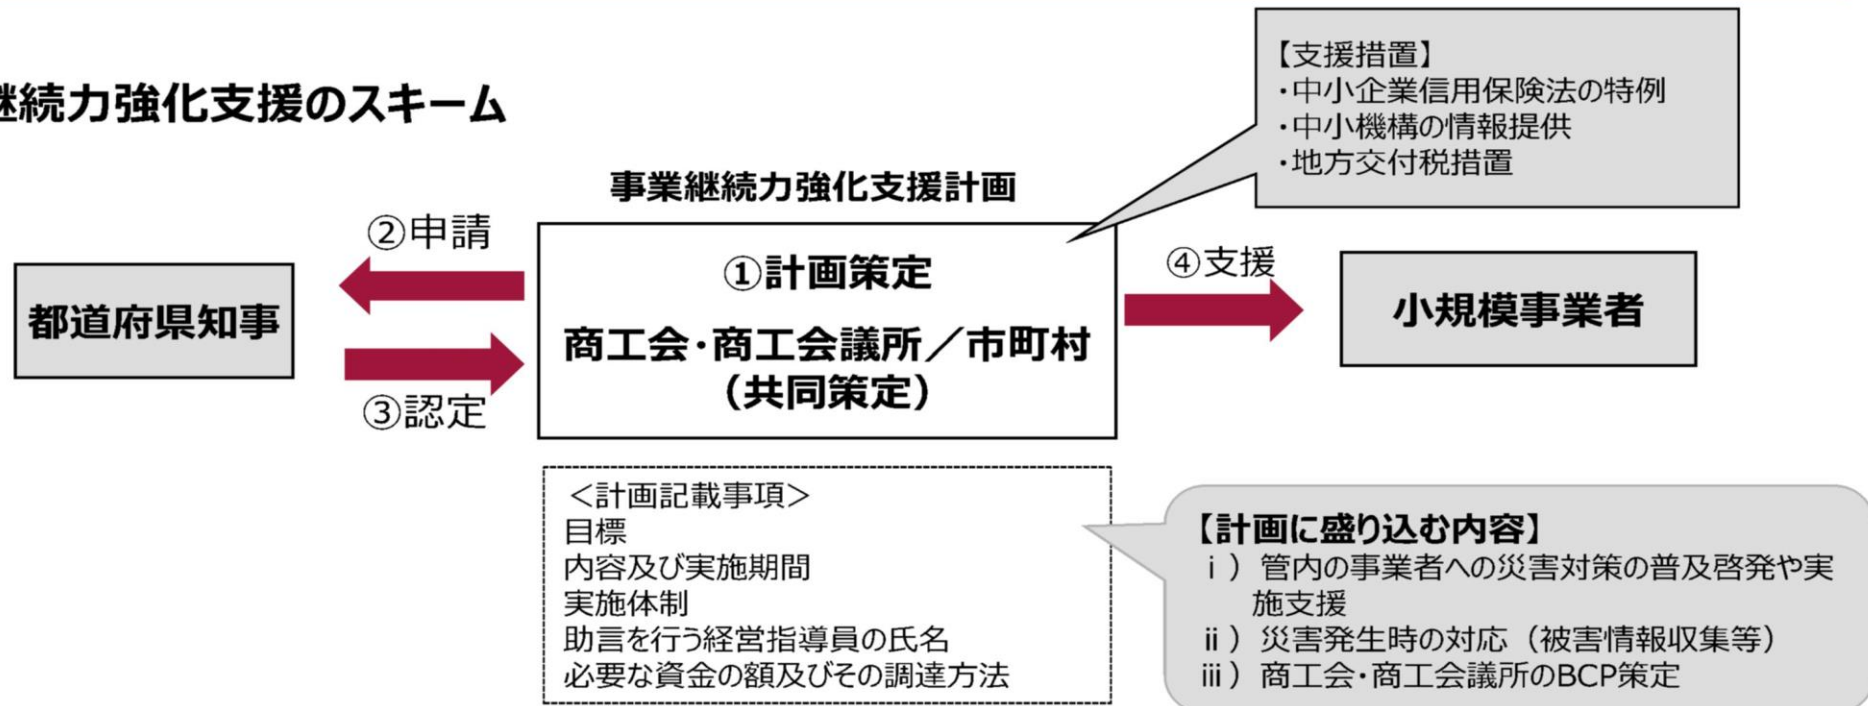 継続力強化支援のスキーム
【支援措置】
・中小企業信用保険法の特例
・中小機構の情報提供
・地方交付税措置
事業継続力強化支援計画
②申請
①計画策定
④支援
都道府県知事
商工会・商工会議所／市町村
（共同策定）
小規模事業者
③認定
＜計画記載事項＞
目標
内容及び実施期間
実施体制
助言を行う経営指導員の氏名
必要な資金の額及びその調達方法
【計画に盛り込む内容】
ⅰ）管内の事業者への災害対策の普及啓発や実
施支援
ⅱ）災害発生時の対応（被害情報収集等）
ⅲ）商工会・商工会議所のBCP策定